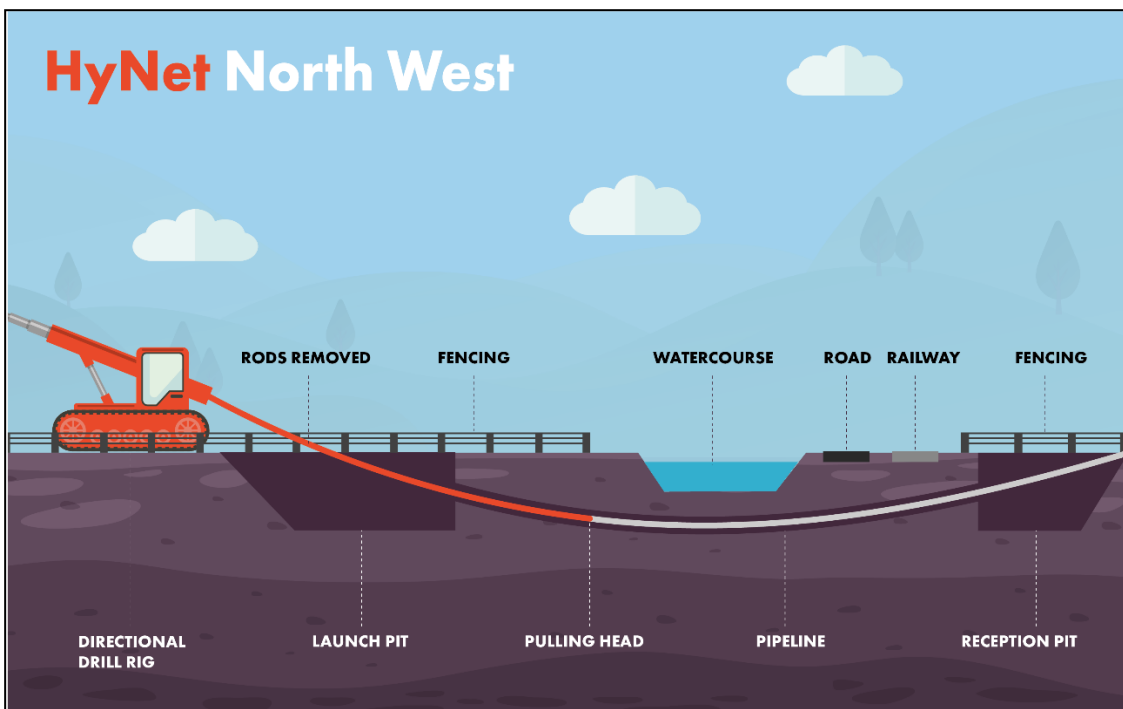 HyNet North West
RODS REMOVED
FENCING
WATERCOURSE
ROAD
RAILWAY
FENCING
DIRECTIONAL
DRILL RIG
LAUNCH PIT
PULLING HEAD
PIPELINE
RECEPTION PIT